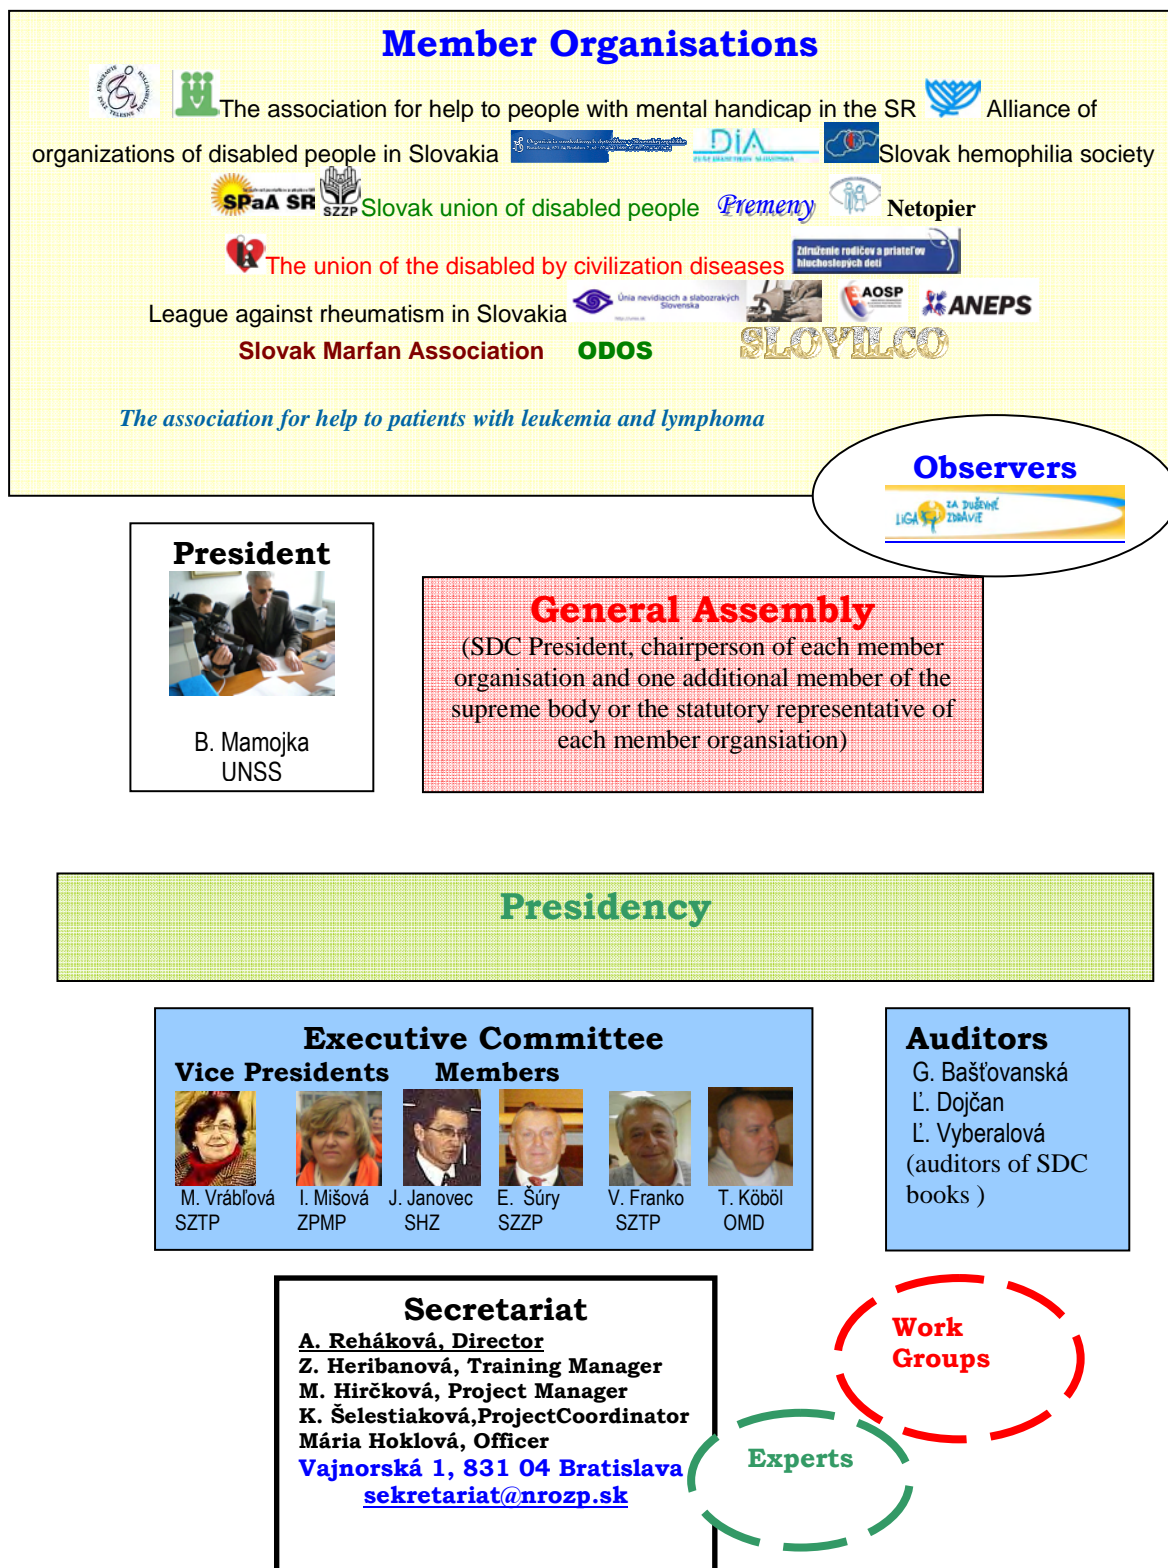 Member Organisations
The association for help to people with mental handicap in the SR Alliance of
organizations of disabled people in Slovakia DiA Slovak hemophilia society
SPaA SR SZZP Slovak union of disabled people Premeny Netopier
The union of the disabled by civilization diseases Združenie rodičov a priateľov
hluchoslepých detí
League against rheumatism in Slovakia Únia nevidiacich a slabozrakých
Slovenska
AOSP ANEPS
Slovak Marfan Association ODOS SLOVILCO
The association for help to patients with leukemia and lymphoma
Observers
LIGA ZA DUŠEVNÉ
ZDRAVIE
President
B. Mamojka
UNSS
General Assembly
(SDC President, chairperson of each member
organisation and one additional member of the
supreme body or the statutory representative of
each member organsiation)
Presidency
Executive Committee
Vice Presidents Members
M. Vrábľová I. Mišová J. Janovec E. Šúry V. Franko T. Köböl
SZTP ZPMP SHZ SZZP SZTP OMD
Auditors
G. Bašťovanská
Ľ. Dojčan
Ľ. Vyberalová
(auditors of SDC
books )
Secretariat
A. Reháková, Director
Z. Heribanová, Training Manager
M. Hirčková, Project Manager
K. Šelestiaková,ProjectCoordinator
Mária Hoklová, Officer
Vajnorská 1, 831 04 Bratislava
sekretariat@nrozp.sk
Work
Groups
Experts